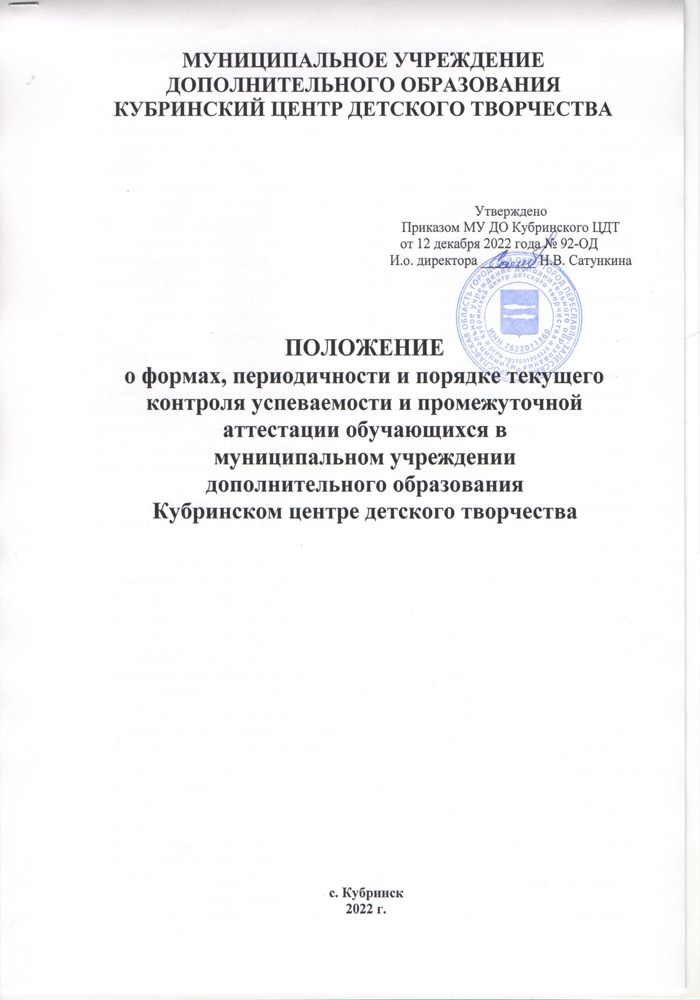 МУНИЦИПАЛЬНОЕ УЧРЕЖДЕНИЕ
ДОПОЛНИТЕЛЬНОГО ОБРАЗОВАНИЯ
КУБРИНСКИЙ ЦЕНТР ДЕТСКОГО ТВОРЧЕСТВА
Утверждено
Приказом МУ ДО Кубринского ЦДТ
от 12 декабря 2022 года № 92-ОД
И.о. директора ________ Н.В. Сатункина
ЯРОСЛАВСКАЯ ОБЛАСТЬ ГОРОДСКОЙ ОКРУГ ГОРОД ПЕРЕСЛАВЛЬ-ЗАЛЕССКИЙ
муниципальное учреждение дополнительного образования
Кубринский центр детского творчества
ИНН 7622011360
ОГРН 1027601053028
ПОЛОЖЕНИЕ
о формах, периодичности и порядке текущего
контроля успеваемости и промежуточной
аттестации обучающихся в
муниципальном учреждении
дополнительного образования
Кубринском центре детского творчества
с. Кубринск
2022 г.